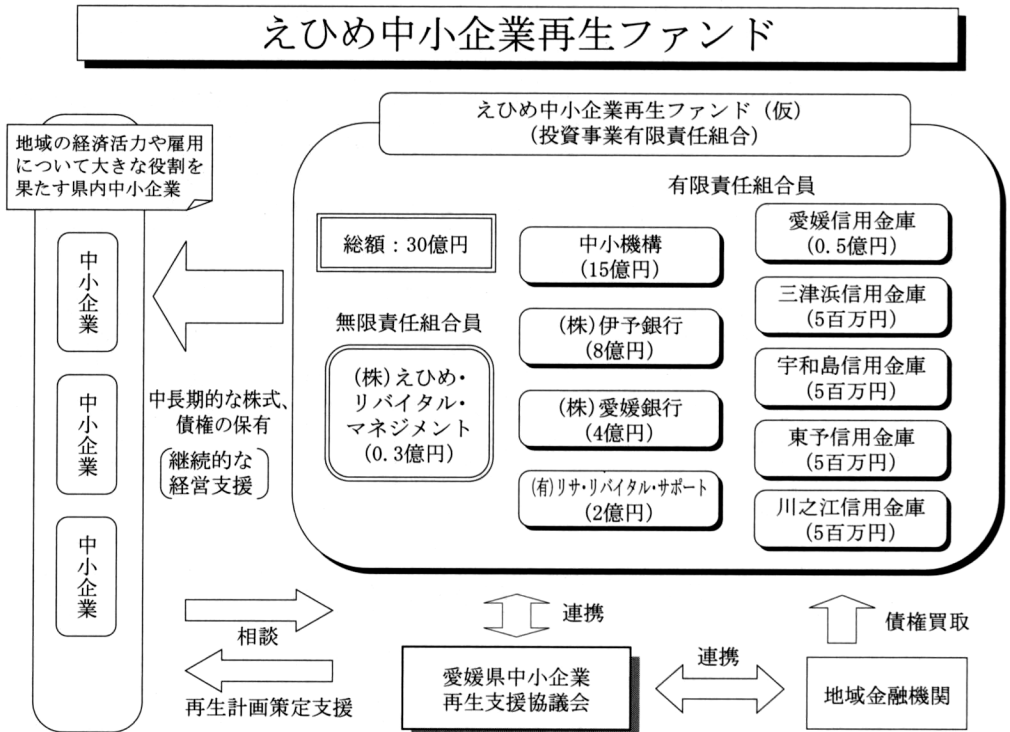 えひめ中小企業再生ファンド
えひめ中小企業再生ファンド（仮）
（投資事業有限責任組合）
地域の経済活力や雇用
について大きな役割を
果たす県内中小企業
中小企業
中小企業
中小企業
中長期的な株式、
債権の保有
継続的な
経営支援
総額：30億円
無限責任組合員
(株)えひめ・
リバイタル・
マネジメント
(0.3億円)
有限責任組合員
中小機構
(15億円)
(株)伊予銀行
(8億円)
(株)愛媛銀行
(4億円)
(有)リサ・リバイタル・サポート
(2億円)
愛媛信用金庫
(0.5億円)
三津浜信用金庫
(5百万円)
宇和島信用金庫
(5百万円)
東予信用金庫
(5百万円)
川之江信用金庫
(5百万円)
相談
再生計画策定支援
連携
愛媛県中小企業
再生支援協議会
連携
債権買取
地域金融機関